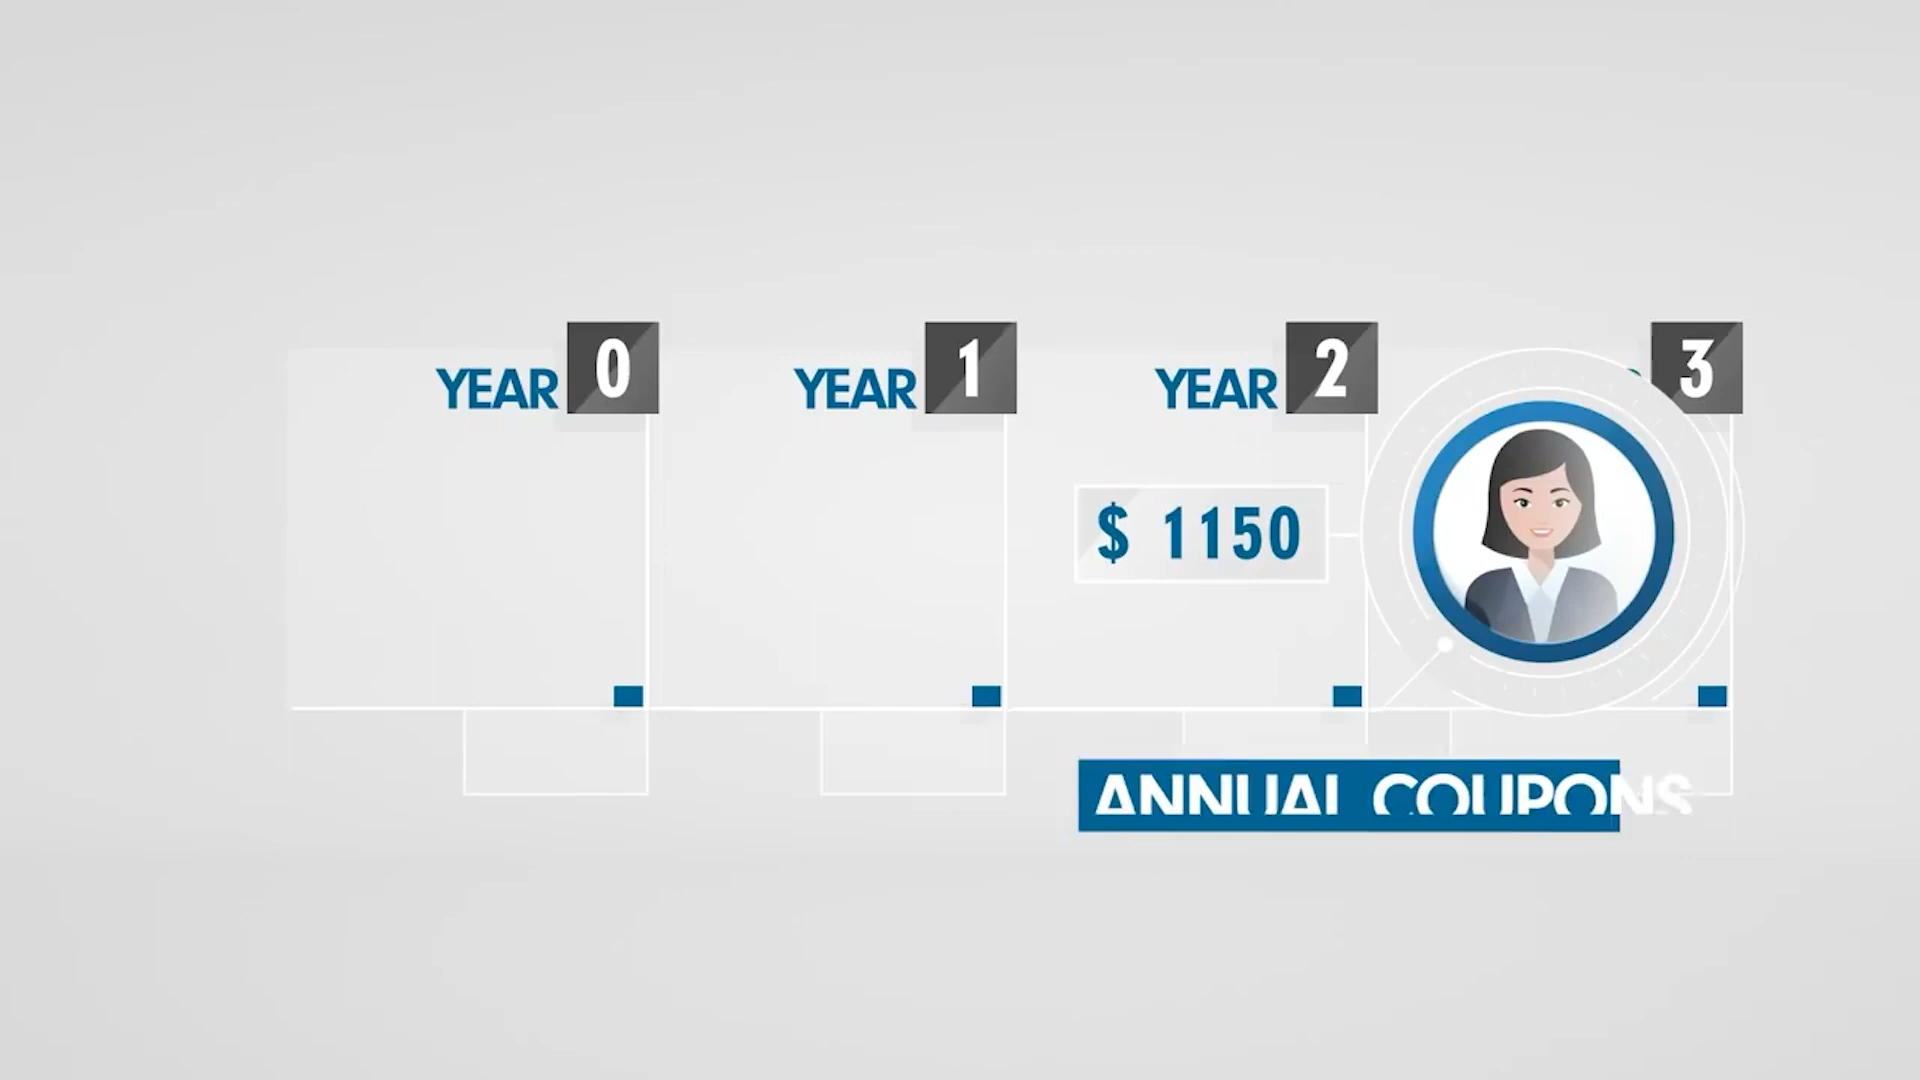 YEAR 0
YEAR 1
YEAR 2
3
$ 1150
ANNUAL COUPONS